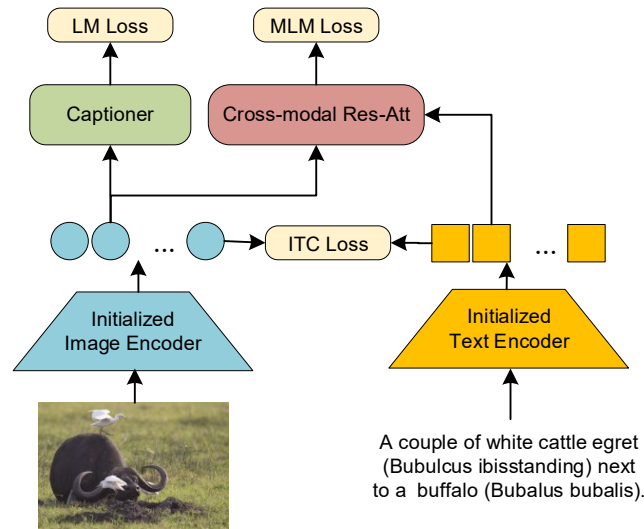 LM Loss
MLM Loss
Captioner
Cross-modal Res-Att
...
ITC Loss
...
Initialized
Image Encoder
Initialized
Text Encoder
A couple of white cattle egret
(Bubulcus ibisstanding) next
to a buffalo (Bubalus bubalis).